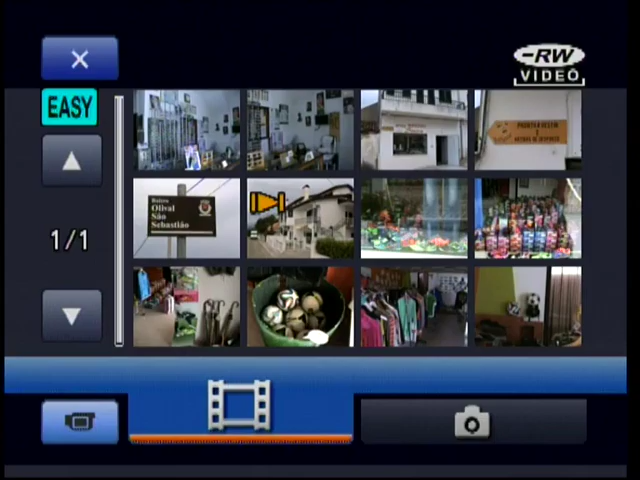 ×
-RW
VIDEO
EASY
1/1
Bairro
Olival
São
Sebastião